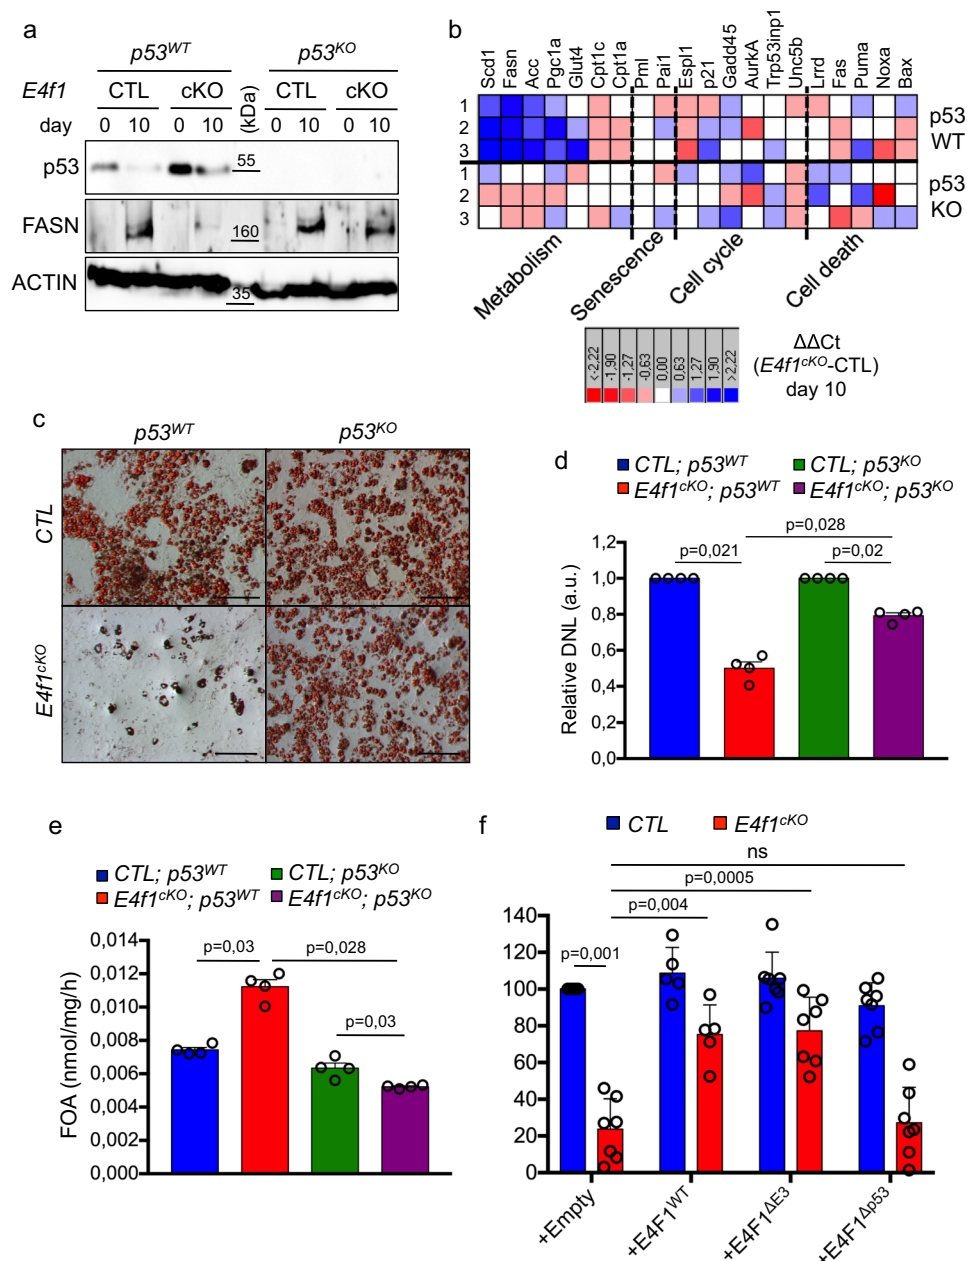 a
p53WT
p53KO
E4f1
CTL
cKO
CTL
cKO
day
0
10
0
10
(kDa)
0
10
0
10
p53
55
FASN
160
ACTIN
35
b
Scd1
Fasn
Acc
Pgc1a
Glut4
Cpt1c
Cpt1a
Pml
Pai1
Espl1
p21
Gadd45
AurkA
Trp53inp1
Unc5b
Lrrd
Fas
Puma
Noxa
Bax
1
2
3
p53
WT
1
2
3
p53
KO
Metabolism
Senescence
Cell cycle
Cell death
<-2,22
-1,90
-1,27
-0,63
0,00
0,63
1,27
1,90
>2,22
ΔΔCt
(E4f1cKO-CTL)
day 10
c
p53WT
p53KO
CTL
E4f1cKO
d
CTL; p53WT
CTL; p53KO
E4f1cKO; p53WT
E4f1cKO; p53KO
p=0,028
p=0,021
p=0,02
Relative DNL (a.u.)
1,2
1,0
0,8
0,6
0,4
0,2
0,0
e
CTL; p53WT
CTL; p53KO
E4f1cKO; p53WT
E4f1cKO; p53KO
p=0,03
p=0,028
p=0,03
FOA (nmol/mg/h)
0,014
0,012
0,010
0,008
0,006
0,004
0,002
0,000
f
CTL
E4f1cKO
ns
p=0,0005
p=0,004
p=0,001
140
120
100
80
60
40
20
0
+Empty
+E4F1WT
+E4F1ΔE3
+E4F1Δp53